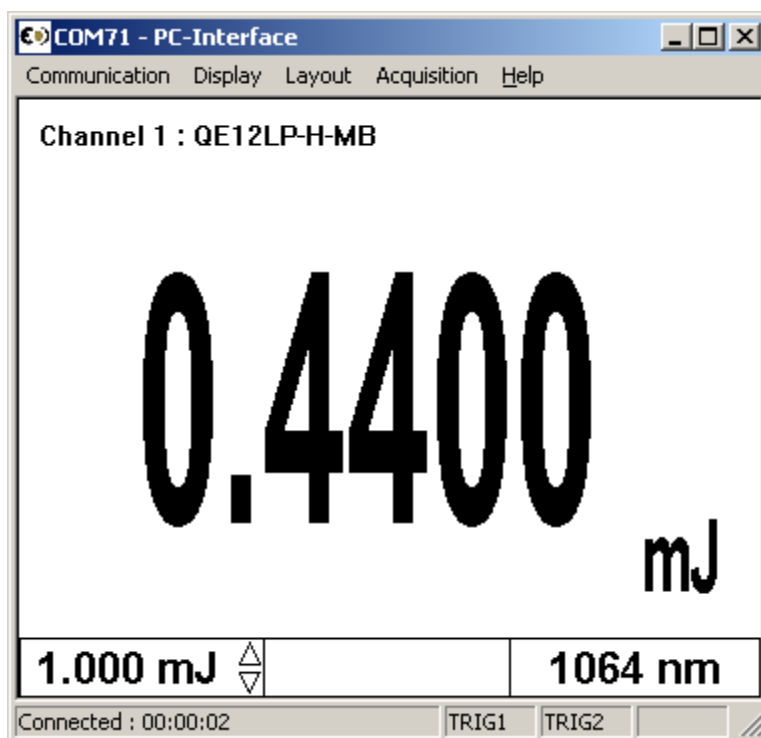 COM71 - PC-Interface
Communication Display Layout Acquisition Help
Channel 1 : QE12LP-H-MB
0.4400
mJ
1.000 mJ 1064 nm
Connected : 00:00:02 TRIG1 TRIG2